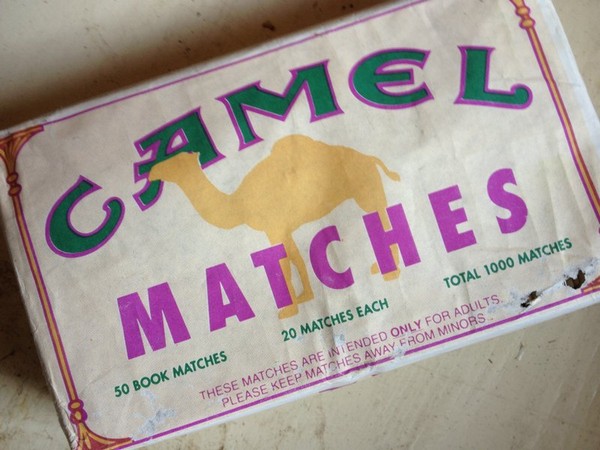 CAMEL
MATCHES
50 BOOK MATCHES 20 MATCHES EACH TOTAL 1000 MATCHES
THESE MATCHES ARE INTENDED ONLY FOR ADULTS.
PLEASE KEEP MATCHES AWAY FROM MINORS.